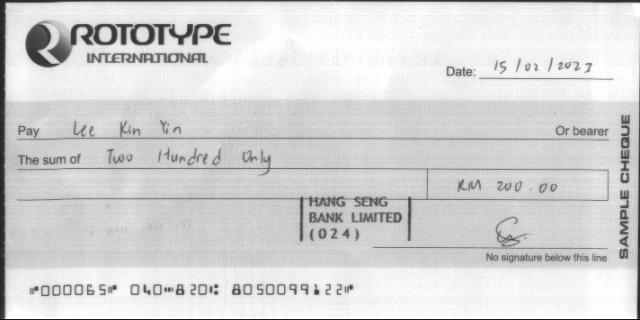 ROTOTYPE
INTERNATIONAL
Date: 15/02/2023
Pay Lee Kin Yin Or bearer
The sum of Two Hundred Only
RM 200.00
HANG SENG
BANK LIMITED
(024)
No signature below this line
SAMPLE CHEQUE
⑈000065⑈ 040⑉820⑆ 8050099122⑈